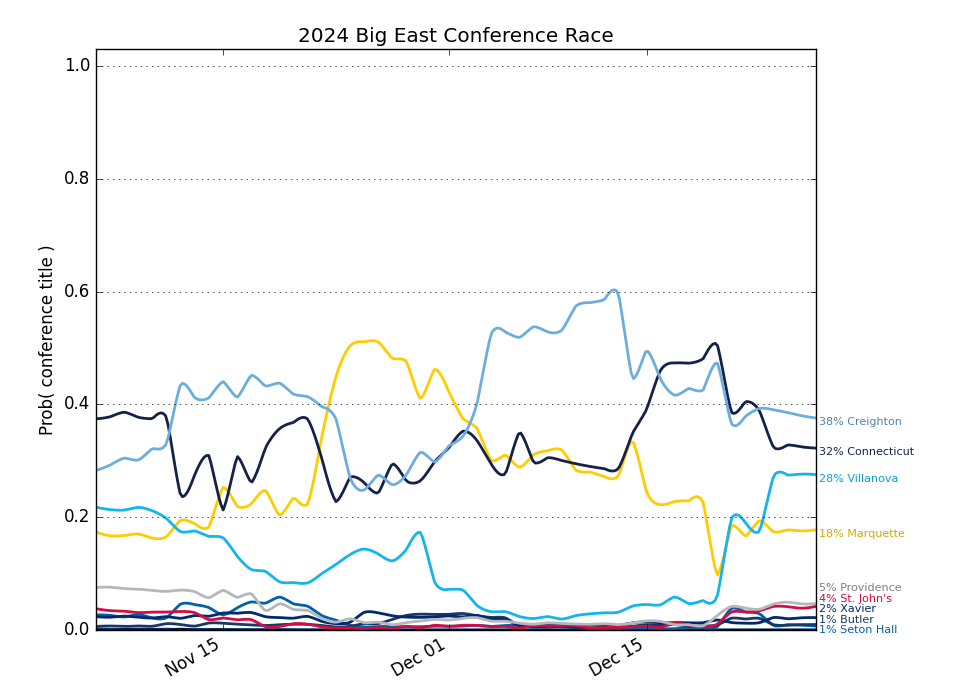 2024 Big East Conference Race
Prob( conference title )
1.0
0.8
0.6
0.4
0.2
0.0
38% Creighton
32% Connecticut
28% Villanova
18% Marquette
5% Providence
4% St. John's
2% Xavier
1% Butler
1% Seton Hall
Nov 15
Dec 01
Dec 15